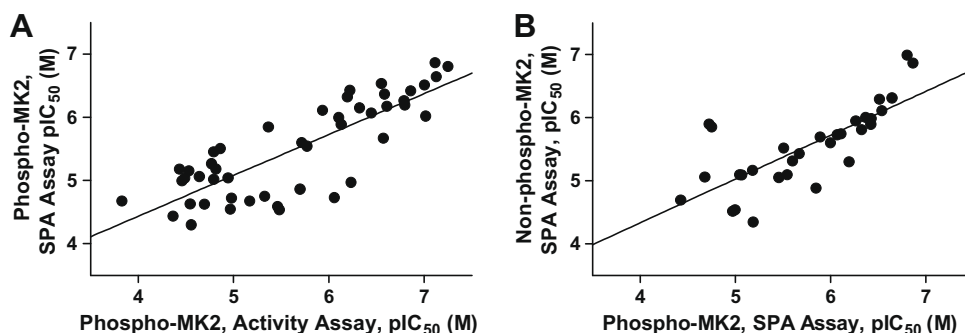 A
Phospho-MK2,
SPA Assay pIC50 (M)
7
6
5
4
4 5 6 7
Phospho-MK2, Activity Assay, pIC50 (M)
B
Non-phospho-MK2,
SPA Assay, pIC50 (M)
7
6
5
4
4 5 6 7
Phospho-MK2, SPA Assay, pIC50 (M)